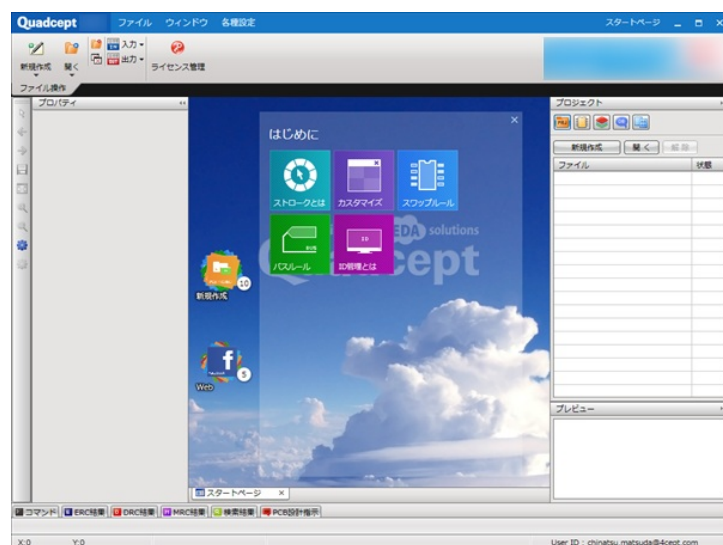 Quadcept ファイル ウィンドウ 各種設定 スタートページ
新規作成 開く 入力 出力 ライセンス管理
ファイル操作
プロパティ
はじめに
ストロークとは カスタマイズ スワップルール
バスルール ID管理とは
EDA solutions
Quadcept
新規作成 10
Web 5
スタートページ
プロジェクト
新規作成 開く 解除
ファイル 状態
プレビュー
コマンド ERC結果 DRC結果 MRC結果 検索結果 PCB設計指示
X:0 Y:0 User ID : chinatsu.matsuda@4cept.com